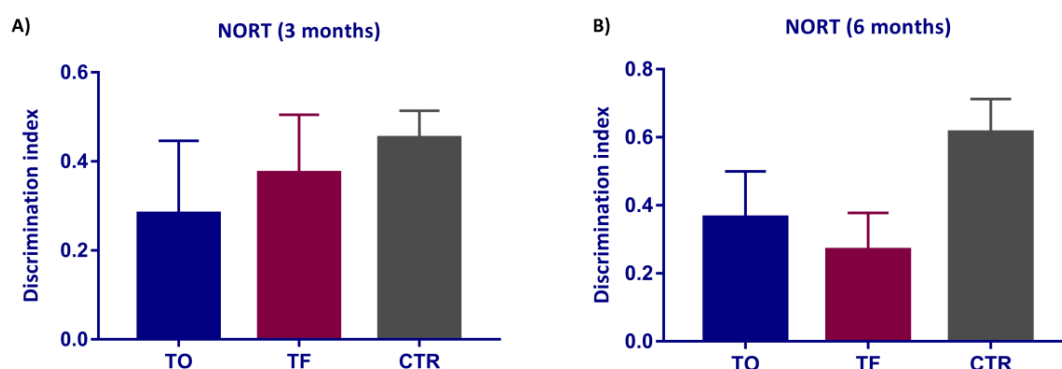 A)
NORT (3 months)
Discrimination index
0.6
0.4
0.2
0.0
TO TF CTR
B)
NORT (6 months)
Discrimination index
0.8
0.6
0.4
0.2
0.0
TO TF CTR